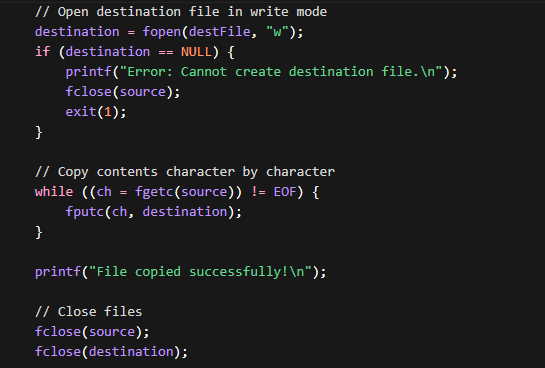 // Open destination file in write mode
destination = fopen(destFile, "w");
if (destination == NULL) {
    printf("Error: Cannot create destination file.\n");
    fclose(source);
    exit(1);
}

// Copy contents character by character
while ((ch = fgetc(source)) != EOF) {
    fputc(ch, destination);
}

printf("File copied successfully!\n");

// Close files
fclose(source);
fclose(destination);